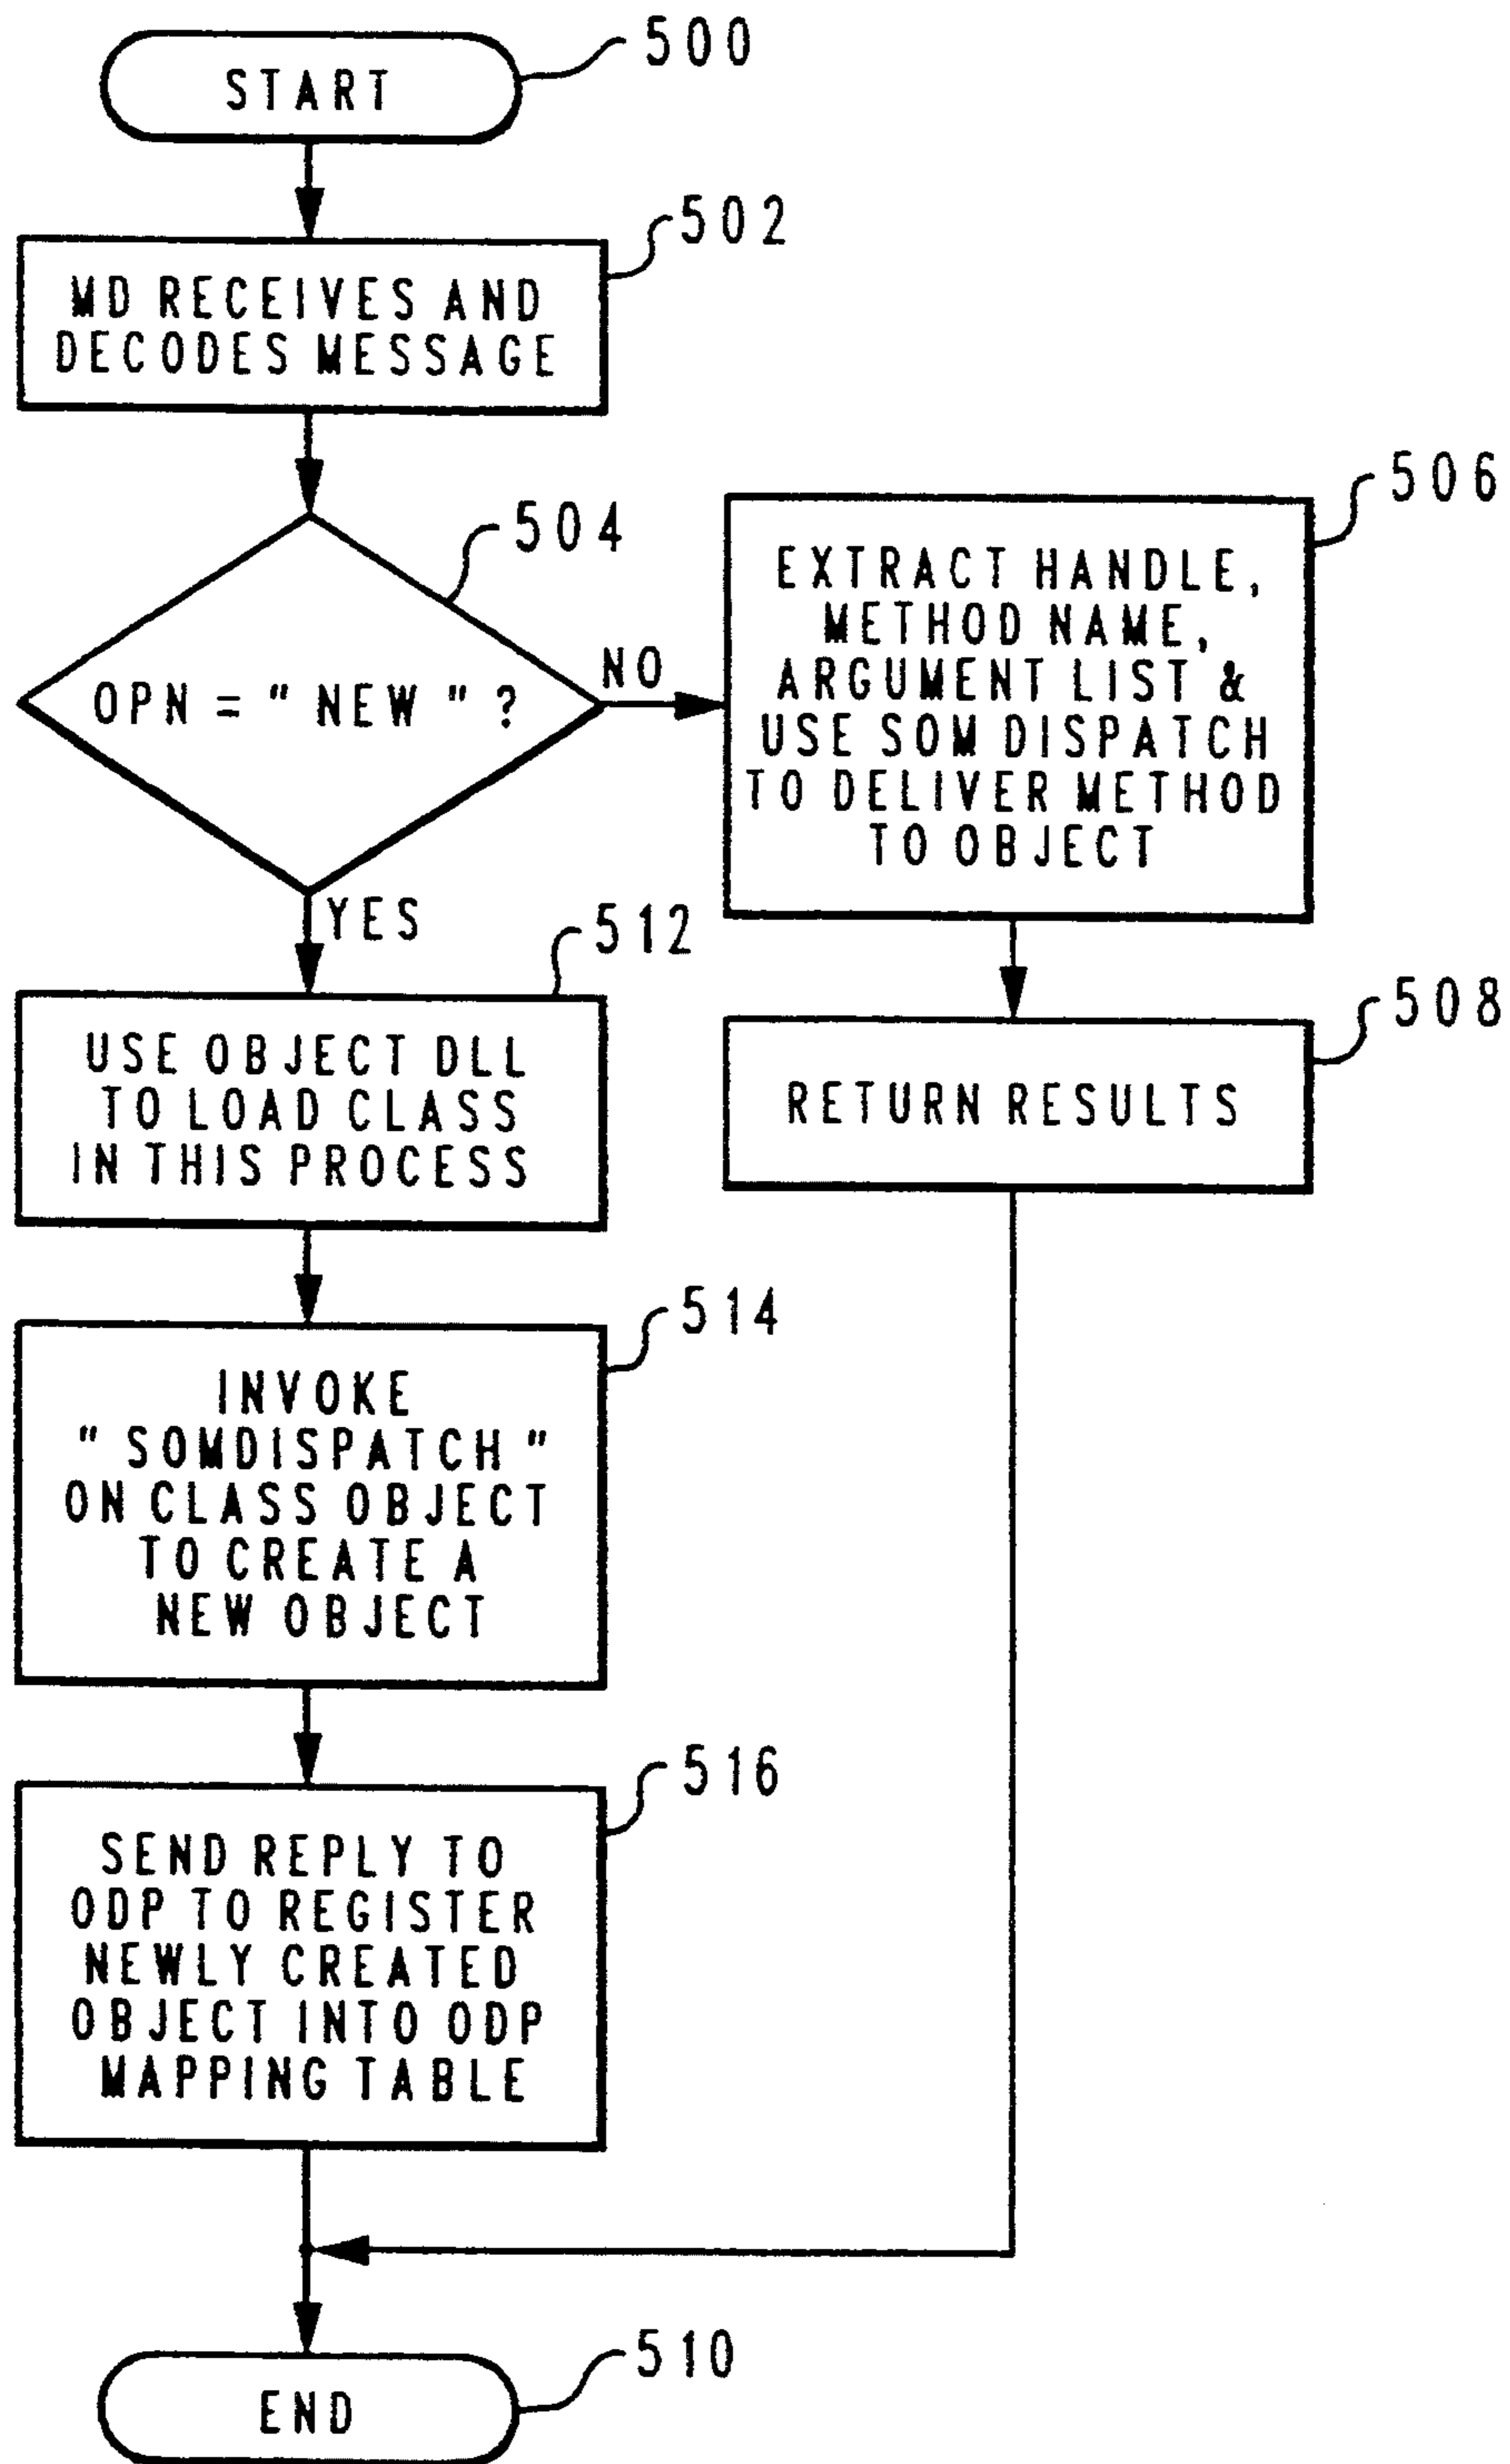 500
START
502
MD RECEIVES AND
DECODES MESSAGE
504
OPN = " NEW " ?
NO
YES
506
EXTRACT HANDLE,
METHOD NAME,
ARGUMENT LIST &
USE SOM DISPATCH
TO DELIVER METHOD
TO OBJECT
508
RETURN RESULTS
512
USE OBJECT DLL
TO LOAD CLASS
IN THIS PROCESS
514
INVOKE
" SOMDISPATCH "
ON CLASS OBJECT
TO CREATE A
NEW OBJECT
516
SEND REPLY TO
ODP TO REGISTER
NEWLY CREATED
OBJECT INTO ODP
MAPPING TABLE
510
END